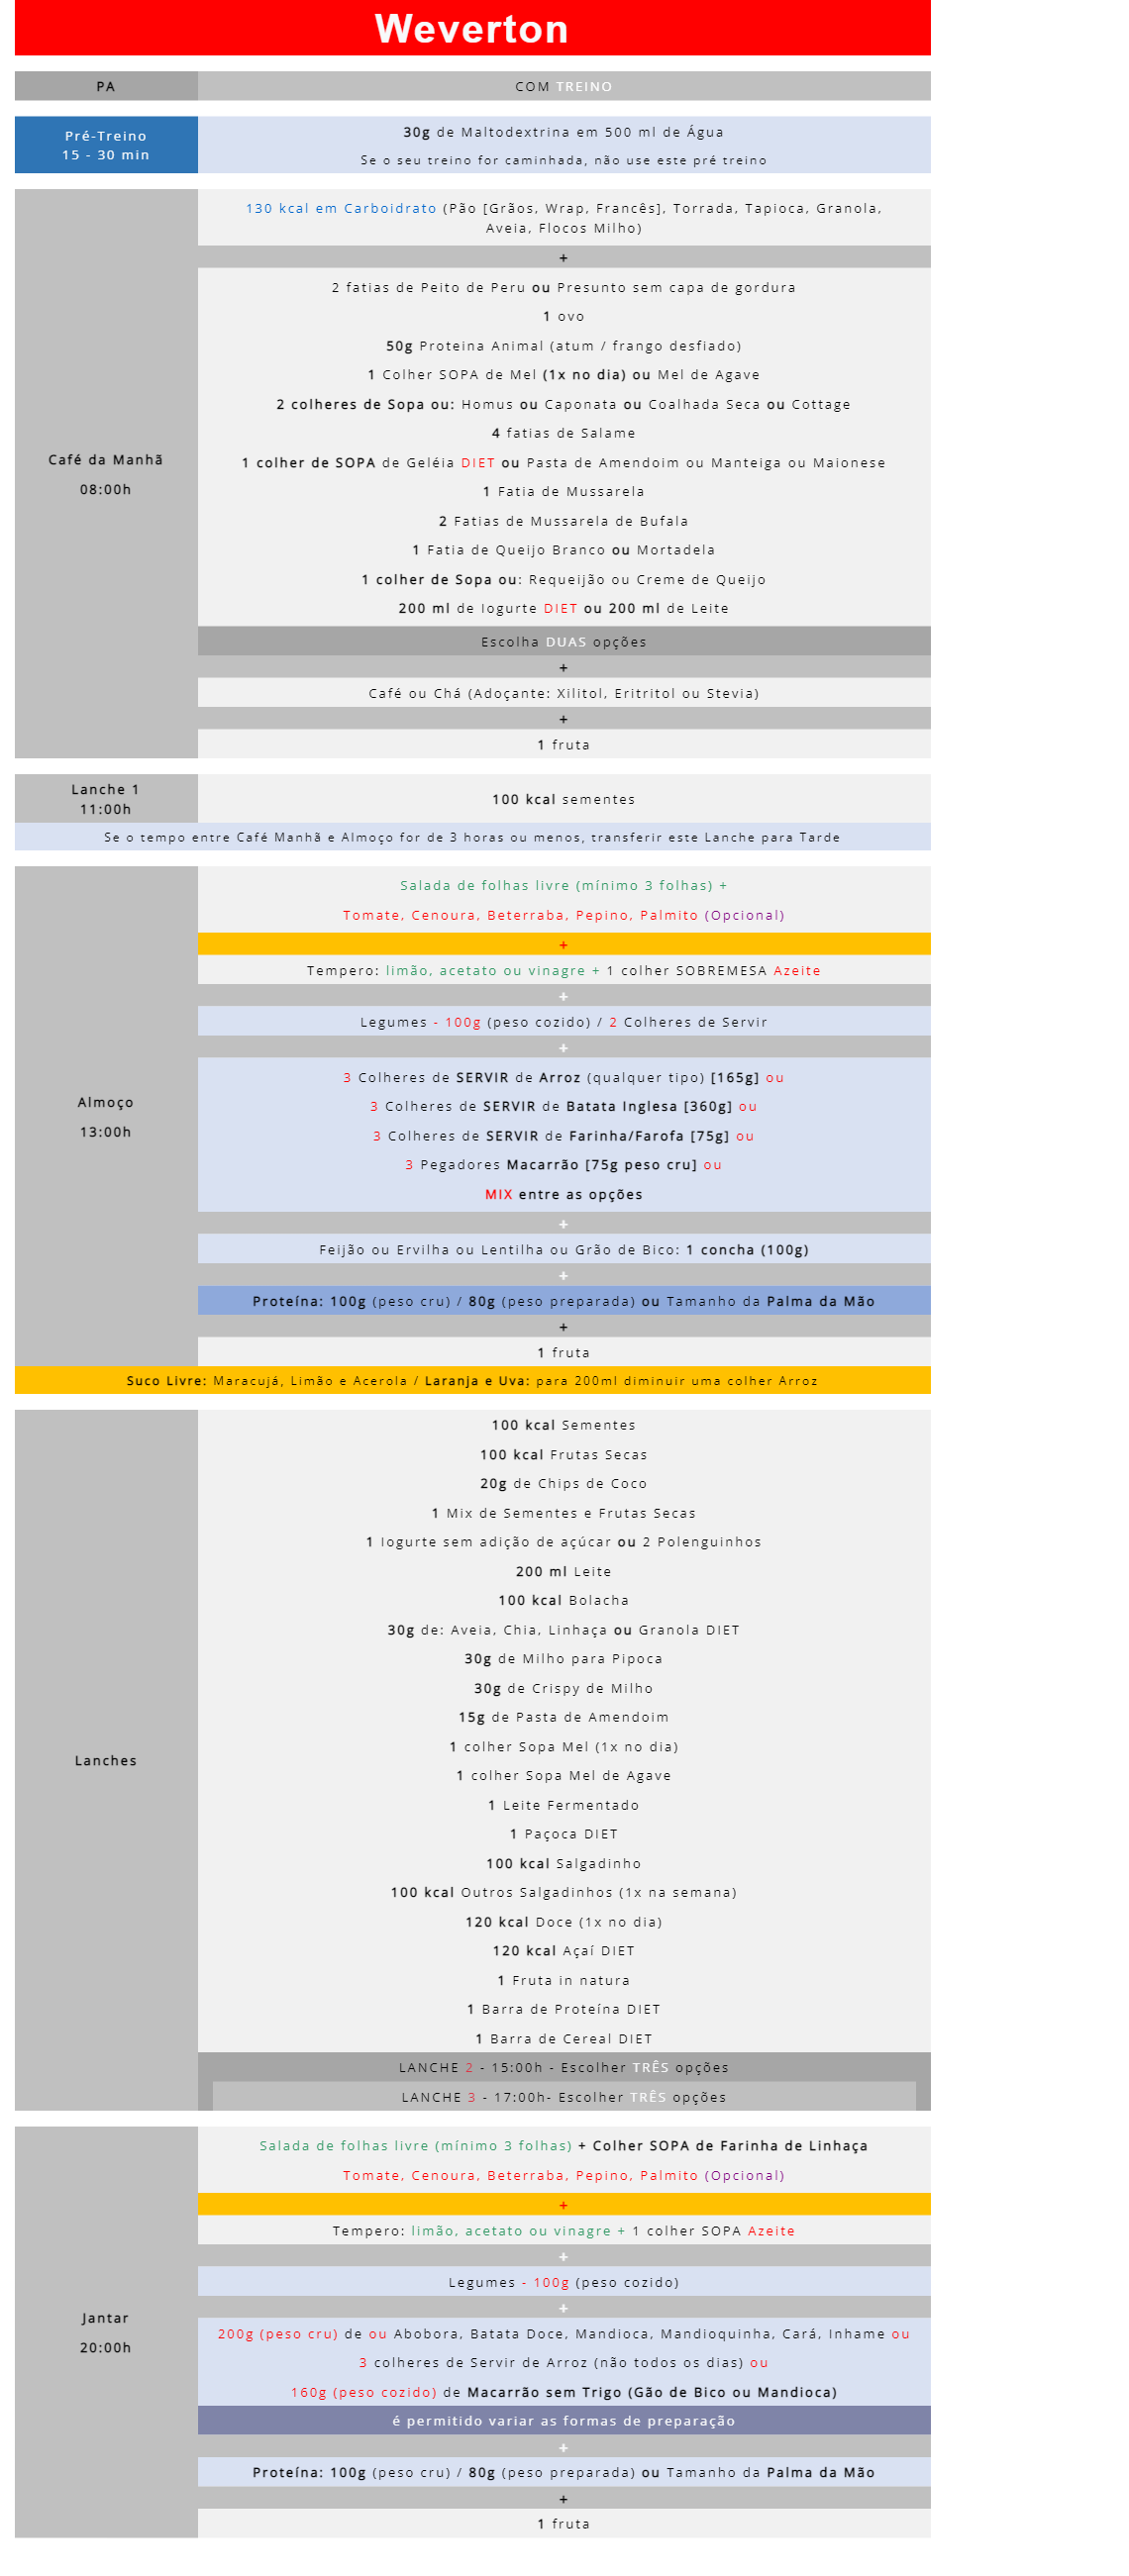 Weverton
PA
COM TREINO
Pré-Treino
15 - 30 min
30g de Maltodextrina em 500 ml de Água
Se o seu treino for caminhada, não use este pré treino
Café da Manhã
08:00h
130 kcal em Carboidrato (Pão [Grãos, Wrap, Francês], Torrada, Tapioca, Granola,
Aveia, Flocos Milho)
+
2 fatias de Peito de Peru ou Presunto sem capa de gordura
1 ovo
50g Proteina Animal (atum / frango desfiado)
1 Colher SOPA de Mel (1x no dia) ou Mel de Agave
2 colheres de Sopa ou: Homus ou Caponata ou Coalhada Seca ou Cottage
4 fatias de Salame
1 colher de SOPA de Geléia DIET ou Pasta de Amendoim ou Manteiga ou Maionese
1 Fatia de Mussarela
2 Fatias de Mussarela de Bufala
1 Fatia de Queijo Branco ou Mortadela
1 colher de Sopa ou: Requeijão ou Creme de Queijo
200 ml de Iogurte DIET ou 200 ml de Leite
Escolha DUAS opções
+
Café ou Chá (Adoçante: Xilitol, Eritritol ou Stevia)
+
1 fruta
Lanche 1
11:00h
100 kcal sementes
Se o tempo entre Café Manhã e Almoço for de 3 horas ou menos, transferir este Lanche para Tarde
Almoço
13:00h
Salada de folhas livre (mínimo 3 folhas) +
Tomate, Cenoura, Beterraba, Pepino, Palmito (Opcional)
+
Tempero: limão, acetato ou vinagre + 1 colher SOBREMESA Azeite
+
Legumes - 100g (peso cozido) / 2 Colheres de Servir
+
3 Colheres de SERVIR de Arroz (qualquer tipo) [165g] ou
3 Colheres de SERVIR de Batata Inglesa [360g] ou
3 Colheres de SERVIR de Farinha/Farofa [75g] ou
3 Pegadores Macarrão [75g peso cru] ou
MIX entre as opções
+
Feijão ou Ervilha ou Lentilha ou Grão de Bico: 1 concha (100g)
+
Proteína: 100g (peso cru) / 80g (peso preparada) ou Tamanho da Palma da Mão
+
1 fruta
Suco Livre: Maracujá, Limão e Acerola / Laranja e Uva: para 200ml diminuir uma colher Arroz
Lanches
100 kcal Sementes
100 kcal Frutas Secas
20g de Chips de Coco
1 Mix de Sementes e Frutas Secas
1 Iogurte sem adição de açúcar ou 2 Polenguinhos
200 ml Leite
100 kcal Bolacha
30g de: Aveia, Chia, Linhaça ou Granola DIET
30g de Milho para Pipoca
30g de Crispy de Milho
15g de Pasta de Amendoim
1 colher Sopa Mel (1x no dia)
1 colher Sopa Mel de Agave
1 Leite Fermentado
1 Paçoca DIET
100 kcal Salgadinho
100 kcal Outros Salgadinhos (1x na semana)
120 kcal Doce (1x no dia)
120 kcal Açaí DIET
1 Fruta in natura
1 Barra de Proteína DIET
1 Barra de Cereal DIET
LANCHE 2 - 15:00h - Escolher TRÊS opções
LANCHE 3 - 17:00h- Escolher TRÊS opções
Jantar
20:00h
Salada de folhas livre (mínimo 3 folhas) + Colher SOPA de Farinha de Linhaça
Tomate, Cenoura, Beterraba, Pepino, Palmito (Opcional)
+
Tempero: limão, acetato ou vinagre + 1 colher SOPA Azeite
+
Legumes - 100g (peso cozido)
+
200g (peso cru) de ou Abobora, Batata Doce, Mandioca, Mandioquinha, Cará, Inhame ou
3 colheres de Servir de Arroz (não todos os dias) ou
160g (peso cozido) de Macarrão sem Trigo (Gão de Bico ou Mandioca)
é permitido variar as formas de preparação
+
Proteína: 100g (peso cru) / 80g (peso preparada) ou Tamanho da Palma da Mão
+
1 fruta